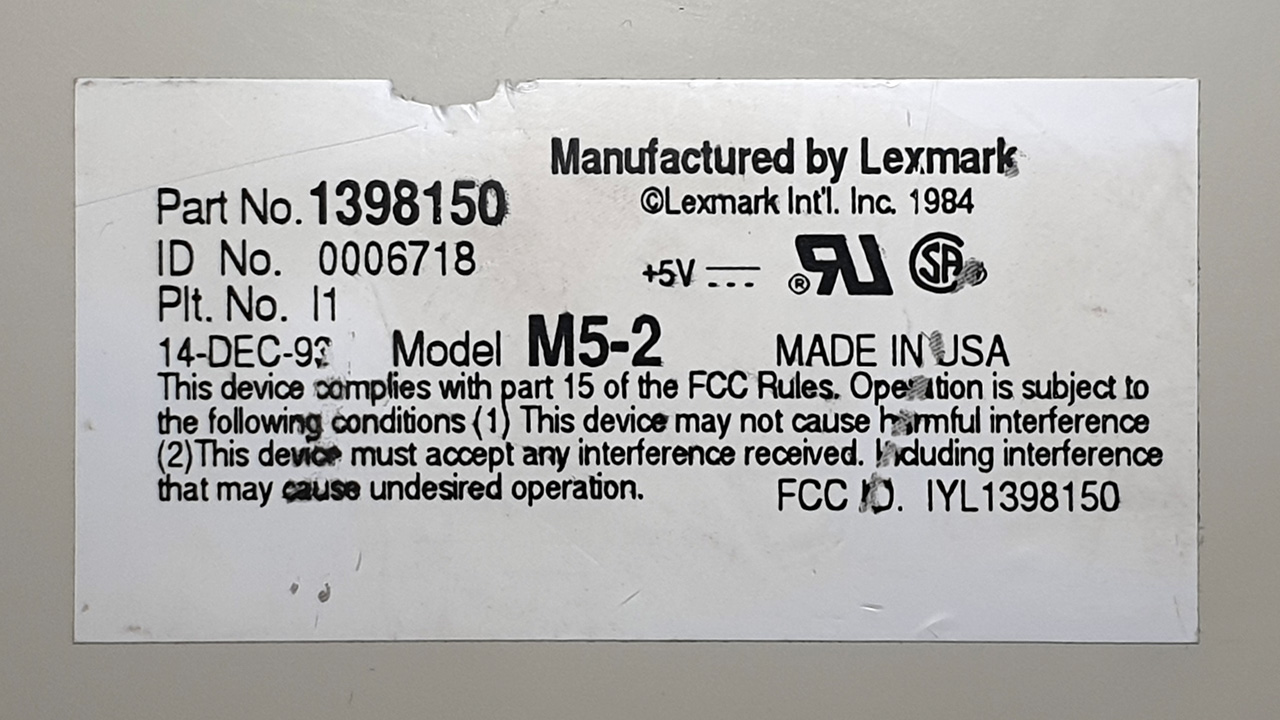 Manufactured by Lexmark
©Lexmark Int'l. Inc. 1984
Part No. 1398150
ID No. 0006718
+5V
Plt. No. I1
Model M5-2
MADE IN USA
This device complies with part 15 of the FCC Rules. Operation is subject to
the following conditions (1) This device may not cause harmful interference
(2)This device must accept any interference received. Including interference
that may cause undesired operation.
FCC ID. IYL1398150